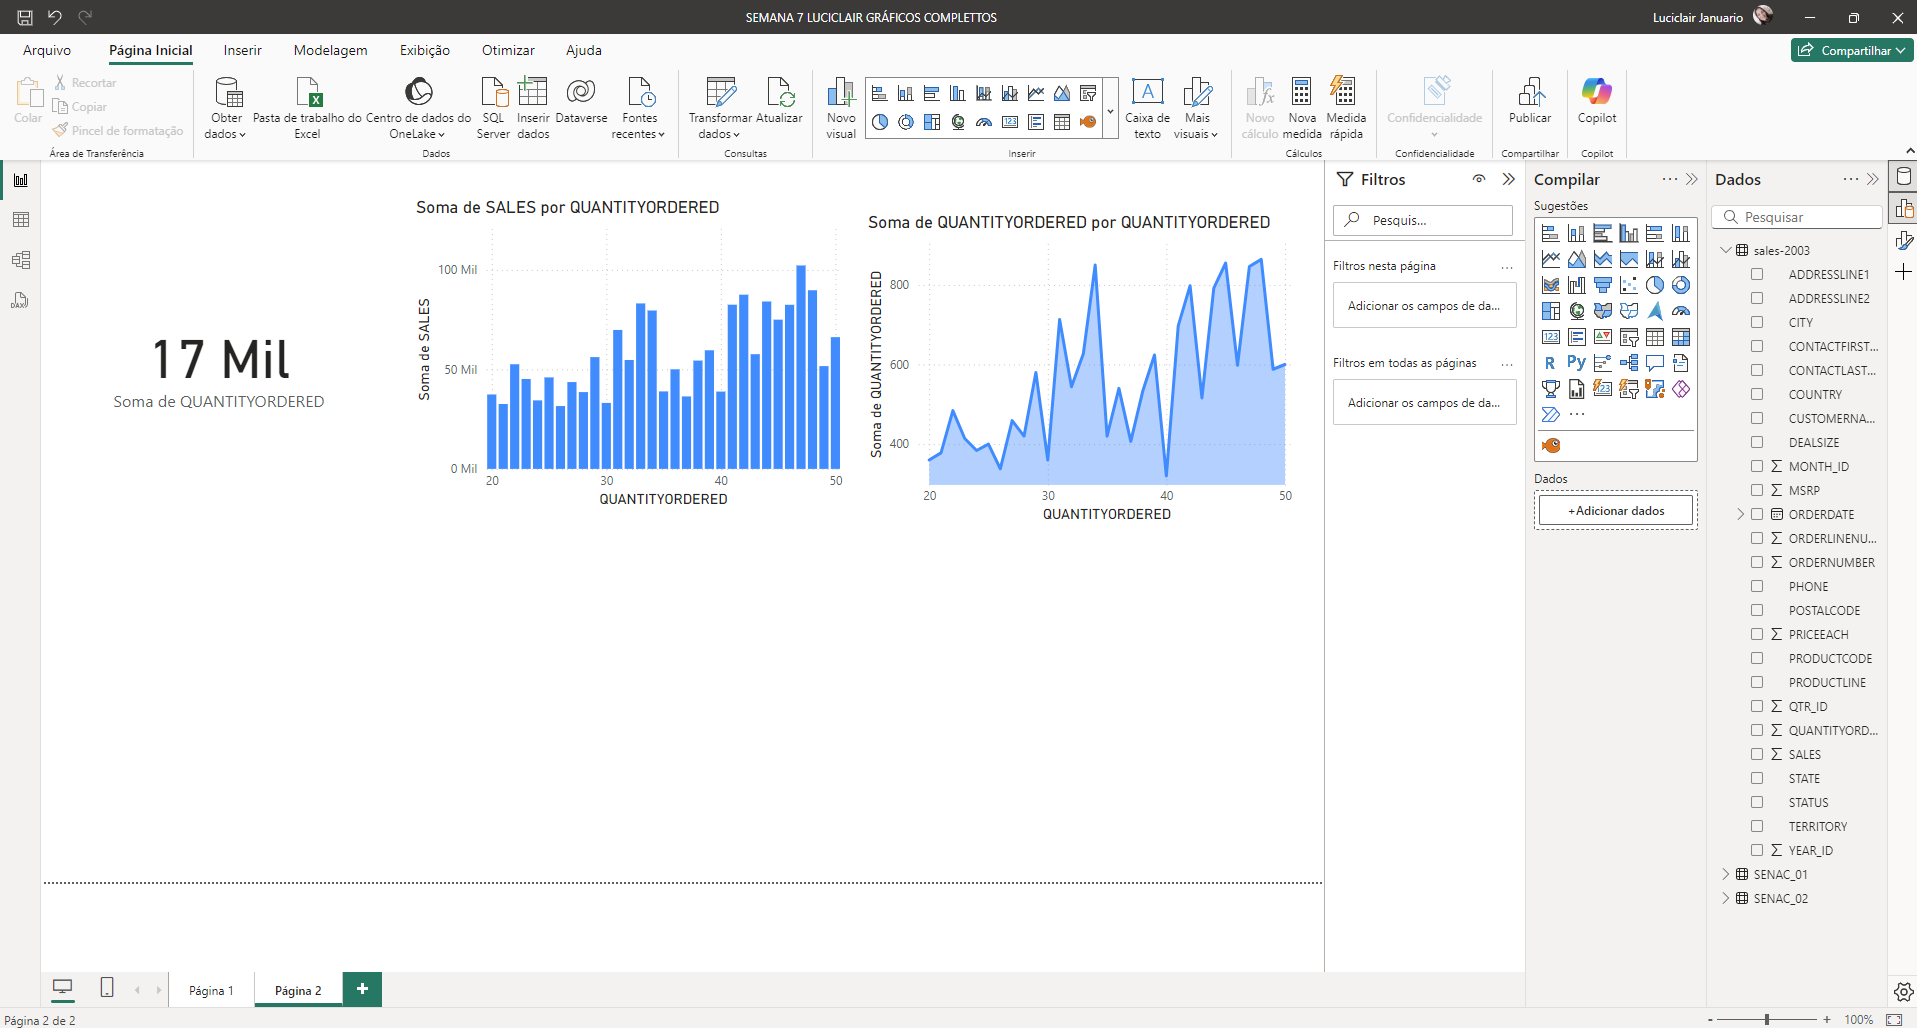 SEMANA 7 LUCICLAIR GRÁFICOS COMPLETTOS
Luciclair Januario
Arquivo
Página Inicial
Inserir
Modelagem
Exibição
Otimizar
Ajuda
Compartilhar
Colar
Recortar
Copiar
Pincel de formatação
Área de Transferência
Obter dados
Pasta de trabalho do Excel
Centro de dados do OneLake
SQL Server
Inserir dados
Dataverse
Fontes recentes
Dados
Transformar dados
Atualizar
Consultas
Novo visual
Caixa de texto
Mais visuais
Inserir
Novo cálculo
Nova medida
Medida rápida
Cálculos
Confidencialidade
Confidencialidade
Publicar
Compartilhar
Copilot
Copilot
17 Mil
Soma de QUANTITYORDERED
Soma de SALES por QUANTITYORDERED
Soma de SALES
100 Mil
50 Mil
0 Mil
20 30 40 50
QUANTITYORDERED
Soma de QUANTITYORDERED por QUANTITYORDERED
Soma de QUANTITYORDERED
800
600
400
20 30 40 50
QUANTITYORDERED
Filtros
Pesquis...
Filtros nesta página
Adicionar os campos de da...
Filtros em todas as páginas
Adicionar os campos de da...
Compilar
Sugestões
R Py
Dados
+Adicionar dados
Dados
Pesquisar
sales-2003
ADDRESSLINE1
ADDRESSLINE2
CITY
CONTACTFIRST...
CONTACTLAST...
COUNTRY
CUSTOMERNA...
DEALSIZE
MONTH_ID
MSRP
ORDERDATE
ORDERLINENU...
ORDERNUMBER
PHONE
POSTALCODE
PRICEEACH
PRODUCTCODE
PRODUCTLINE
QTR_ID
QUANTITYORD...
SALES
STATE
STATUS
TERRITORY
YEAR_ID
SENAC_01
SENAC_02
Página 1
Página 2
Página 2 de 2
- + 100%